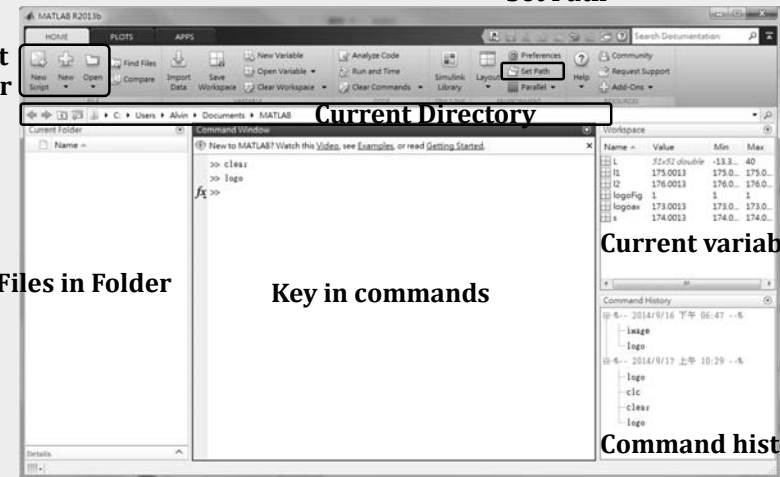 MATLAB R2013b
HOME PLOTS APPS
Search Documentation
New Script
New
Open
Find Files
Compare
Import Data
Save Workspace
New Variable
Open Variable
Clear Workspace
Analyze Code
Run and Time
Clear Commands
Simulink Library
Layout
Preferences
Set Path
Parallel
Help
Community
Request Support
Add-Ons
C: Users Alvin Documents MATLAB
Current Directory
Current Folder
Name
Files in Folder
Details
Command Window
New to MATLAB? Watch this Video, see Examples, or read Getting Started.
>> clear
>> logo
fx >>
Key in commands
Workspace
Name Value Min Max
L 51x51 double -13.3... 40
l1 175.0013 175.0... 175.0...
l2 176.0013 176.0... 176.0...
logoFig 1 1 1
logoax 173.0013 173.0... 173.0...
s 174.0013 174.0... 174.0...
Current variab
Command History
%-- 2014/9/16 下午 06:47 --%
image
logo
%-- 2014/9/17 上午 10:29 --%
logo
clc
clear
logo
Command hist